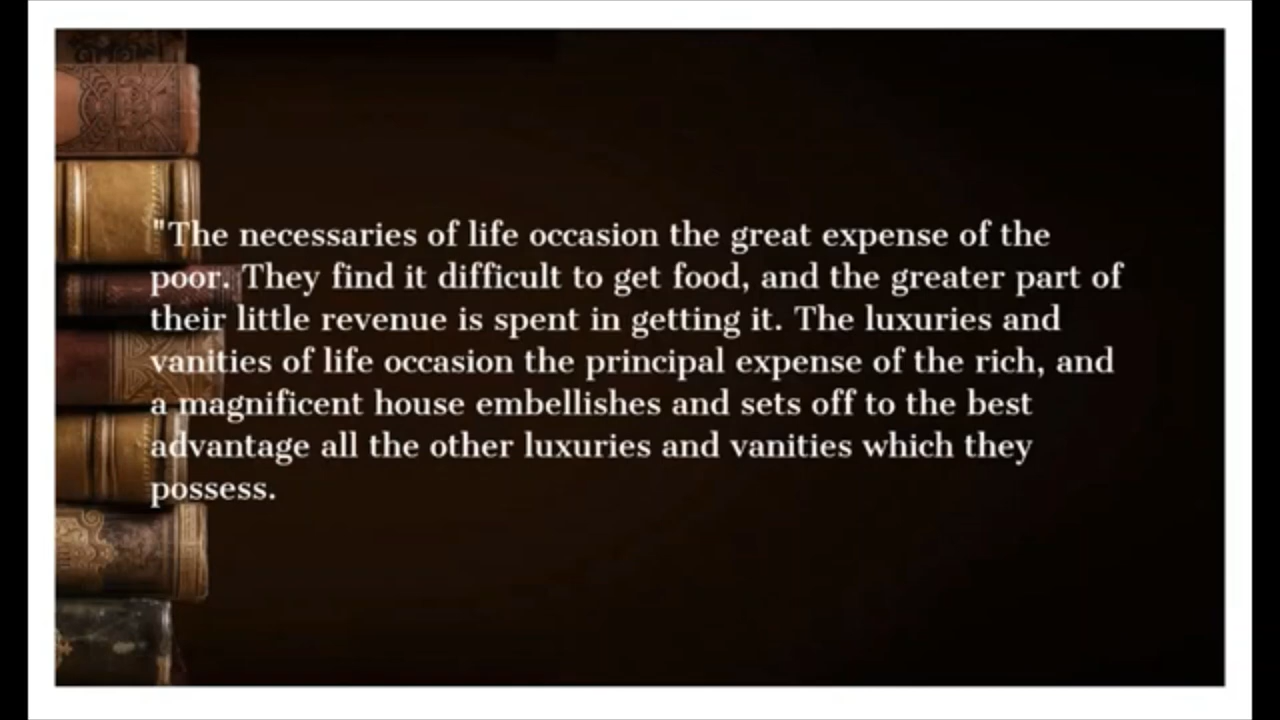 "The necessaries of life occasion the great expense of the
poor. They find it difficult to get food, and the greater part of
their little revenue is spent in getting it. The luxuries and
vanities of life occasion the principal expense of the rich, and
a magnificent house embellishes and sets off to the best
advantage all the other luxuries and vanities which they
possess.